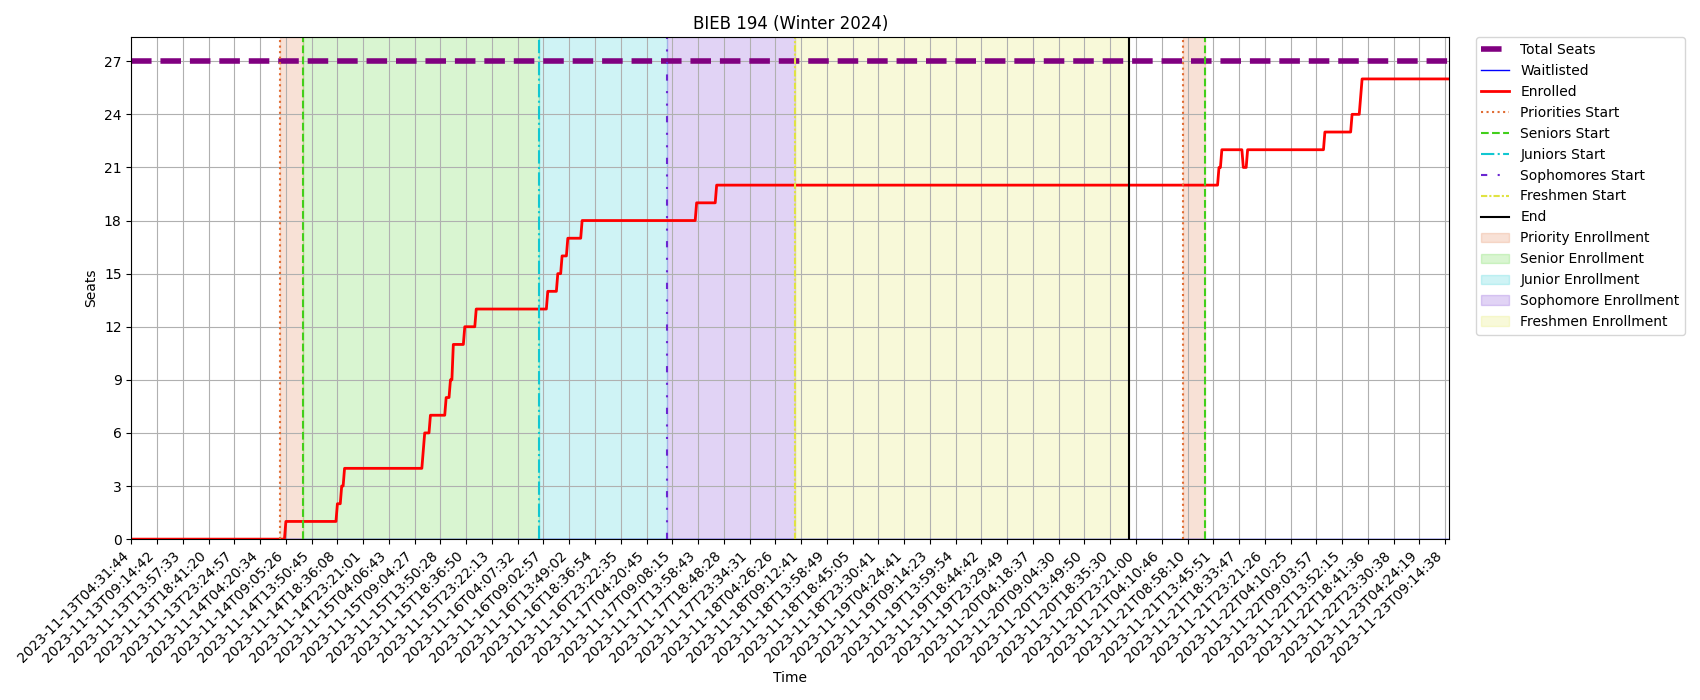 BIEB 194 (Winter 2024)
27
24
21
18
15
12
9
6
3
0
Seats
2023-11-13T04:31:44
2023-11-13T09:14:42
2023-11-13T13:57:33
2023-11-13T18:41:20
2023-11-13T23:24:57
2023-11-14T04:20:34
2023-11-14T09:05:26
2023-11-14T13:50:45
2023-11-14T18:36:08
2023-11-14T23:21:01
2023-11-15T04:06:43
2023-11-15T09:04:27
2023-11-15T13:50:28
2023-11-15T18:36:50
2023-11-15T23:22:13
2023-11-16T04:07:32
2023-11-16T09:02:57
2023-11-16T13:49:02
2023-11-16T18:36:54
2023-11-16T23:22:35
2023-11-17T04:20:45
2023-11-17T09:08:15
2023-11-17T13:58:43
2023-11-17T18:48:28
2023-11-17T23:34:31
2023-11-18T04:26:26
2023-11-18T09:12:41
2023-11-18T13:58:49
2023-11-18T18:45:05
2023-11-18T23:30:41
2023-11-19T04:24:41
2023-11-19T09:14:23
2023-11-19T13:59:54
2023-11-19T18:44:42
2023-11-19T23:29:49
2023-11-20T04:18:37
2023-11-20T09:04:30
2023-11-20T13:49:50
2023-11-20T18:35:30
2023-11-20T23:21:00
2023-11-21T04:10:46
2023-11-21T08:58:10
2023-11-21T13:45:51
2023-11-21T18:33:47
2023-11-21T23:21:26
2023-11-22T04:10:25
2023-11-22T09:03:57
2023-11-22T13:52:15
2023-11-22T18:41:36
2023-11-22T23:30:38
2023-11-23T04:24:19
2023-11-23T09:14:38
Time
Total Seats
Waitlisted
Enrolled
Priorities Start
Seniors Start
Juniors Start
Sophomores Start
Freshmen Start
End
Priority Enrollment
Senior Enrollment
Junior Enrollment
Sophomore Enrollment
Freshmen Enrollment